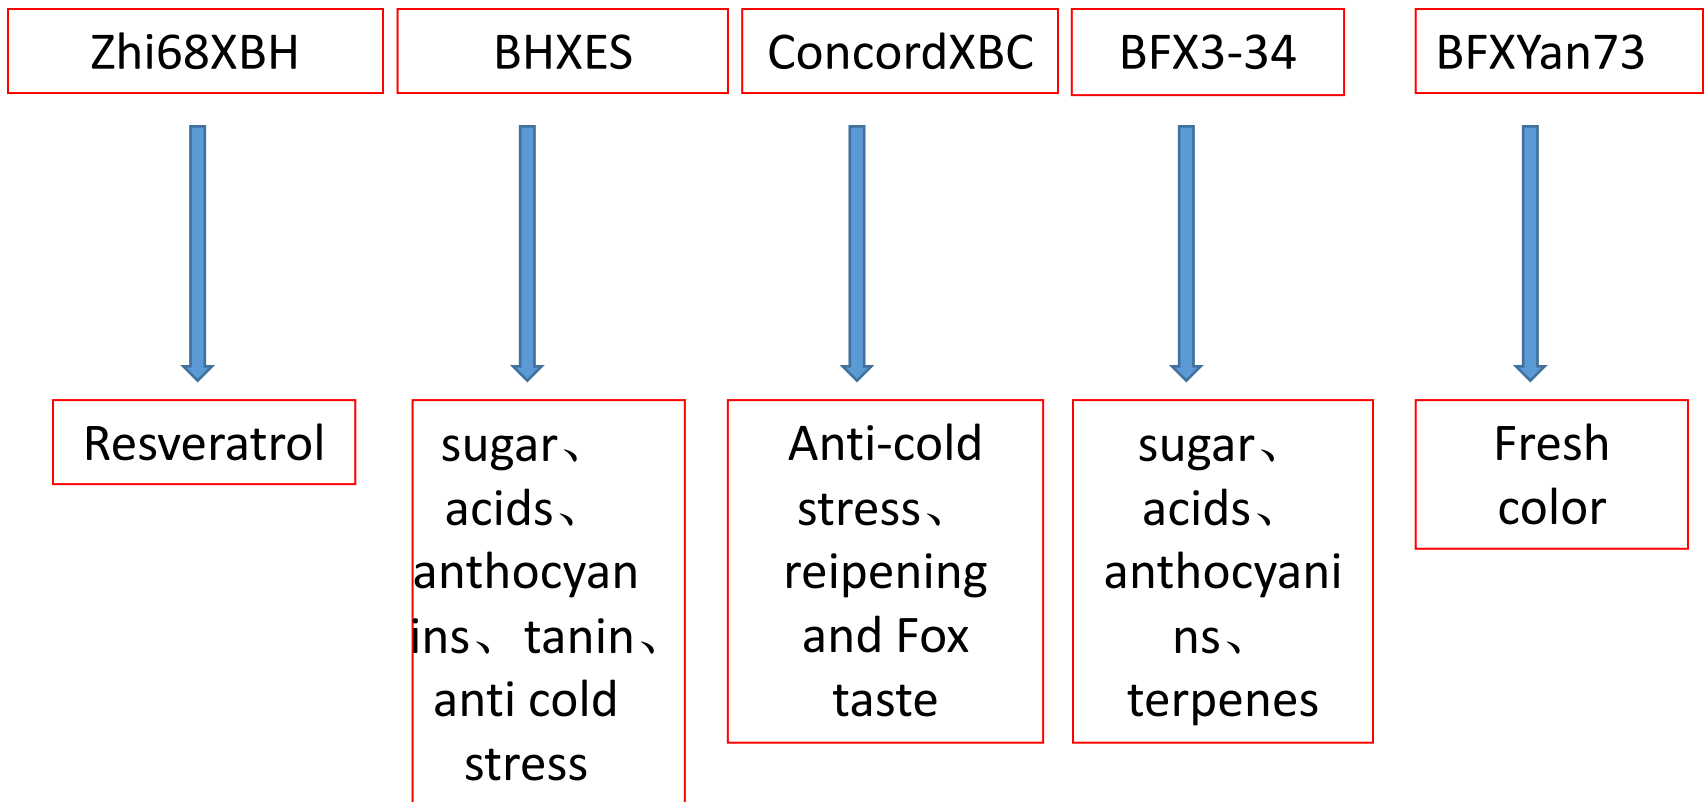 Zhi68XBH
BHXES
ConcordXBC
BFX3-34
BFXYan73
Resveratrol
sugar、
acids、
anthocyan
ins、tanin、
anti cold
stress
Anti-cold
stress、
reipening
and Fox
taste
sugar、
acids、
anthocyani
ns、
terpenes
Fresh
color